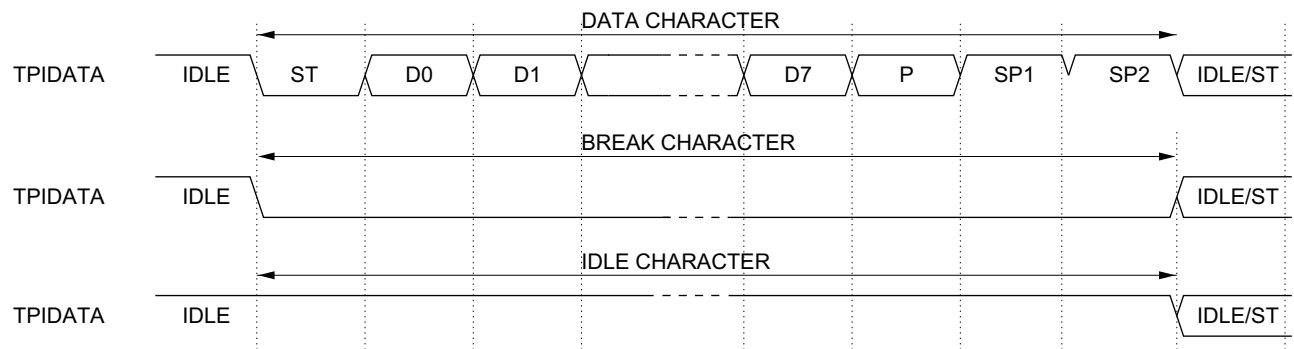 DATA CHARACTER
TPIDATA IDLE ST D0 D1 D7 P SP1 SP2 IDLE/ST
BREAK CHARACTER
TPIDATA IDLE IDLE/ST
IDLE CHARACTER
TPIDATA IDLE IDLE/ST